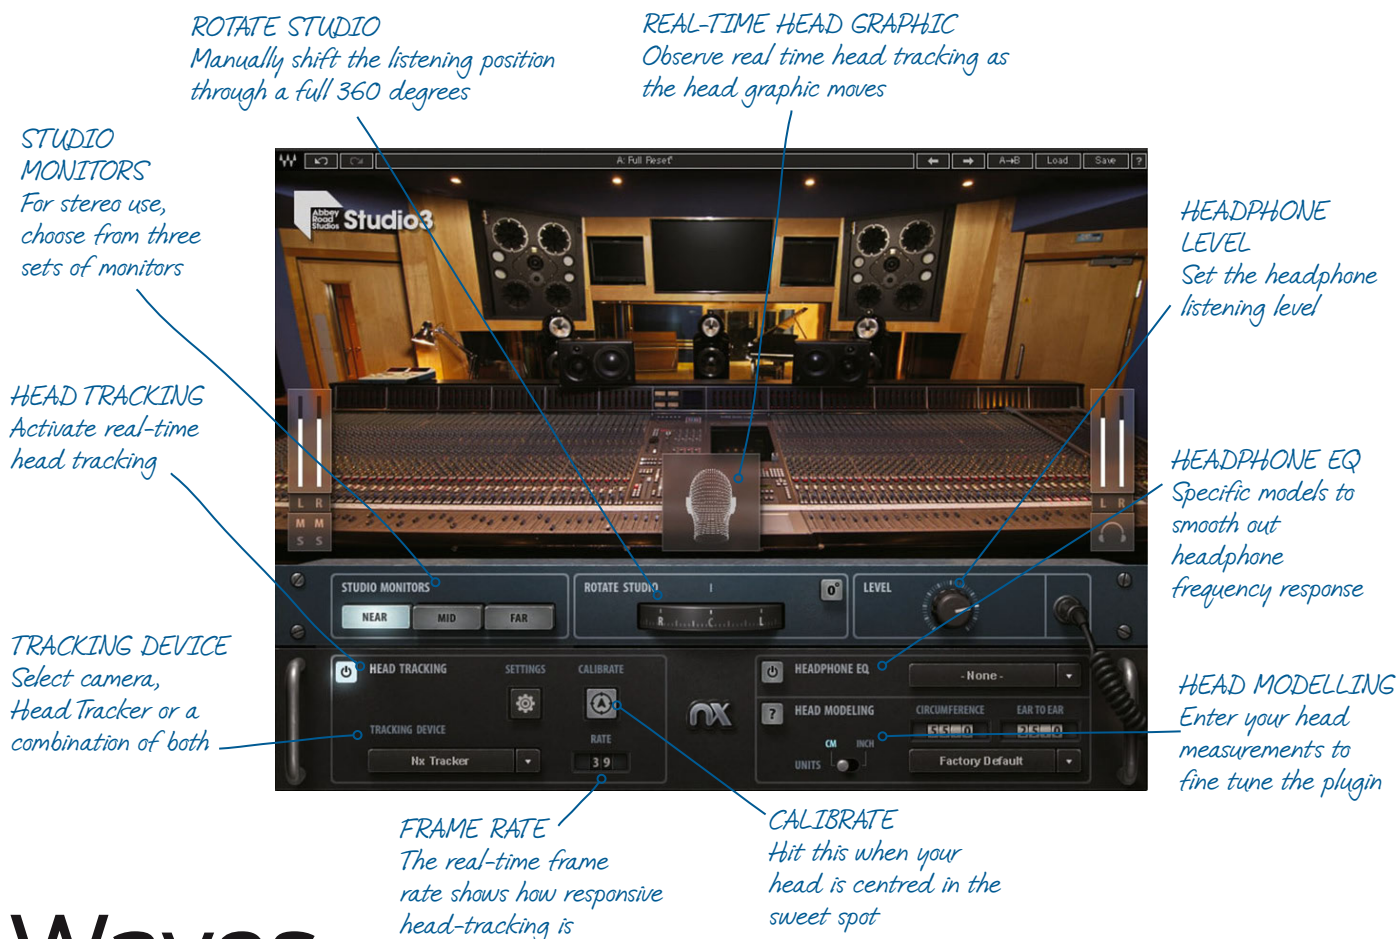 ROTATE STUDIO
Manually shift the listening position
through a full 360 degrees
REAL-TIME HEAD GRAPHIC
Observe real time head tracking as
the head graphic moves
STUDIO
MONITORS
For stereo use,
choose from three
sets of monitors
HEADPHONE
LEVEL
Set the headphone
listening level
HEAD TRACKING
Activate real-time
head tracking
HEADPHONE EQ
Specific models to
smooth out
headphone
frequency response
TRACKING DEVICE
Select camera,
Head Tracker or a
combination of both
HEAD MODELLING
Enter your head
measurements to
fine tune the plugin
A: Full Reset*
A→B
Load
Save
?
Abbey
Road
Studios
Studio3
L R
M M
S S
L R
STUDIO MONITORS
NEAR
MID
FAR
ROTATE STUDIO
0°
R C L
LEVEL
HEAD TRACKING
SETTINGS
CALIBRATE
TRACKING DEVICE
RATE
Nx Tracker
39
nx
HEADPHONE EQ
- None -
?
HEAD MODELING
CIRCUMFERENCE
EAR TO EAR
55.0
25.0
CM
INCH
UNITS
Factory Default
FRAME RATE
The real-time frame
rate shows how responsive
head-tracking is
CALIBRATE
Hit this when your
head is centred in the
sweet spot
Waves